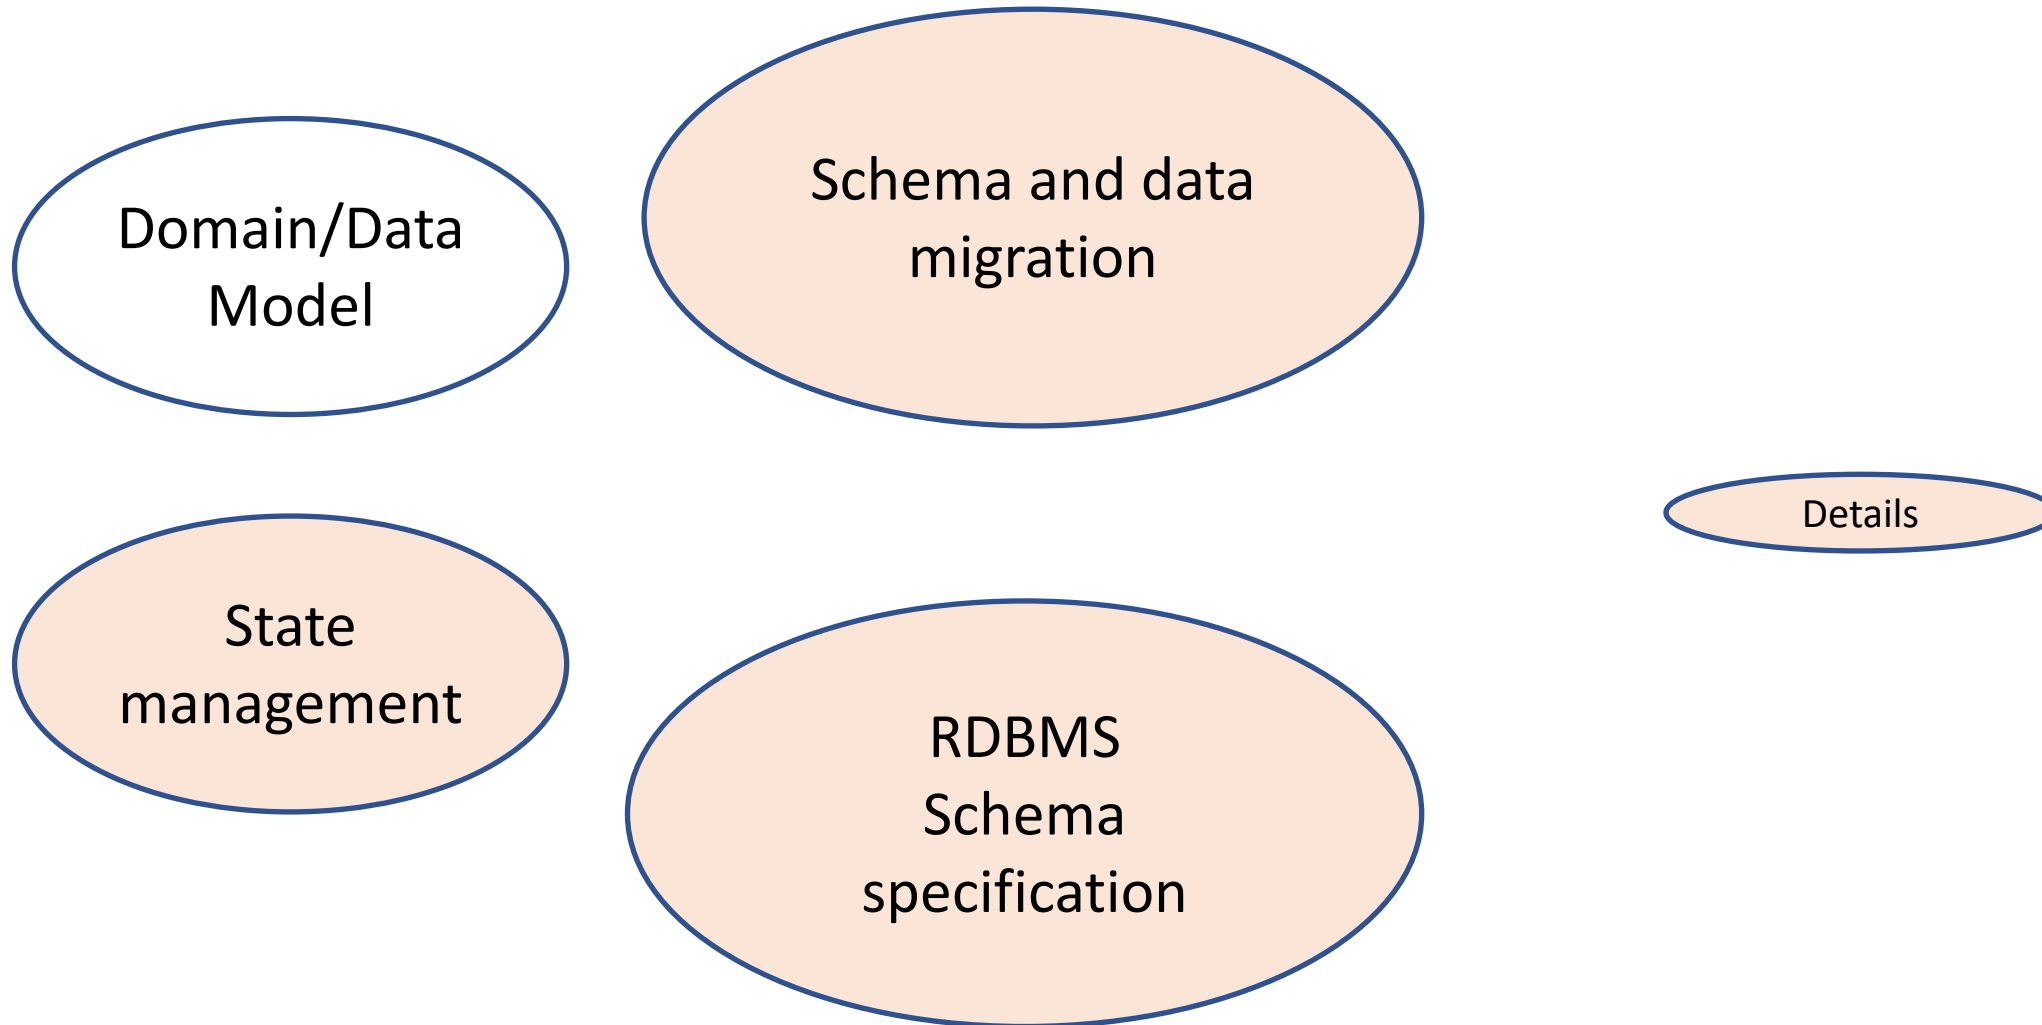 Domain/Data
Model
Schema and data
migration
Details
State
management
RDBMS
Schema
specification